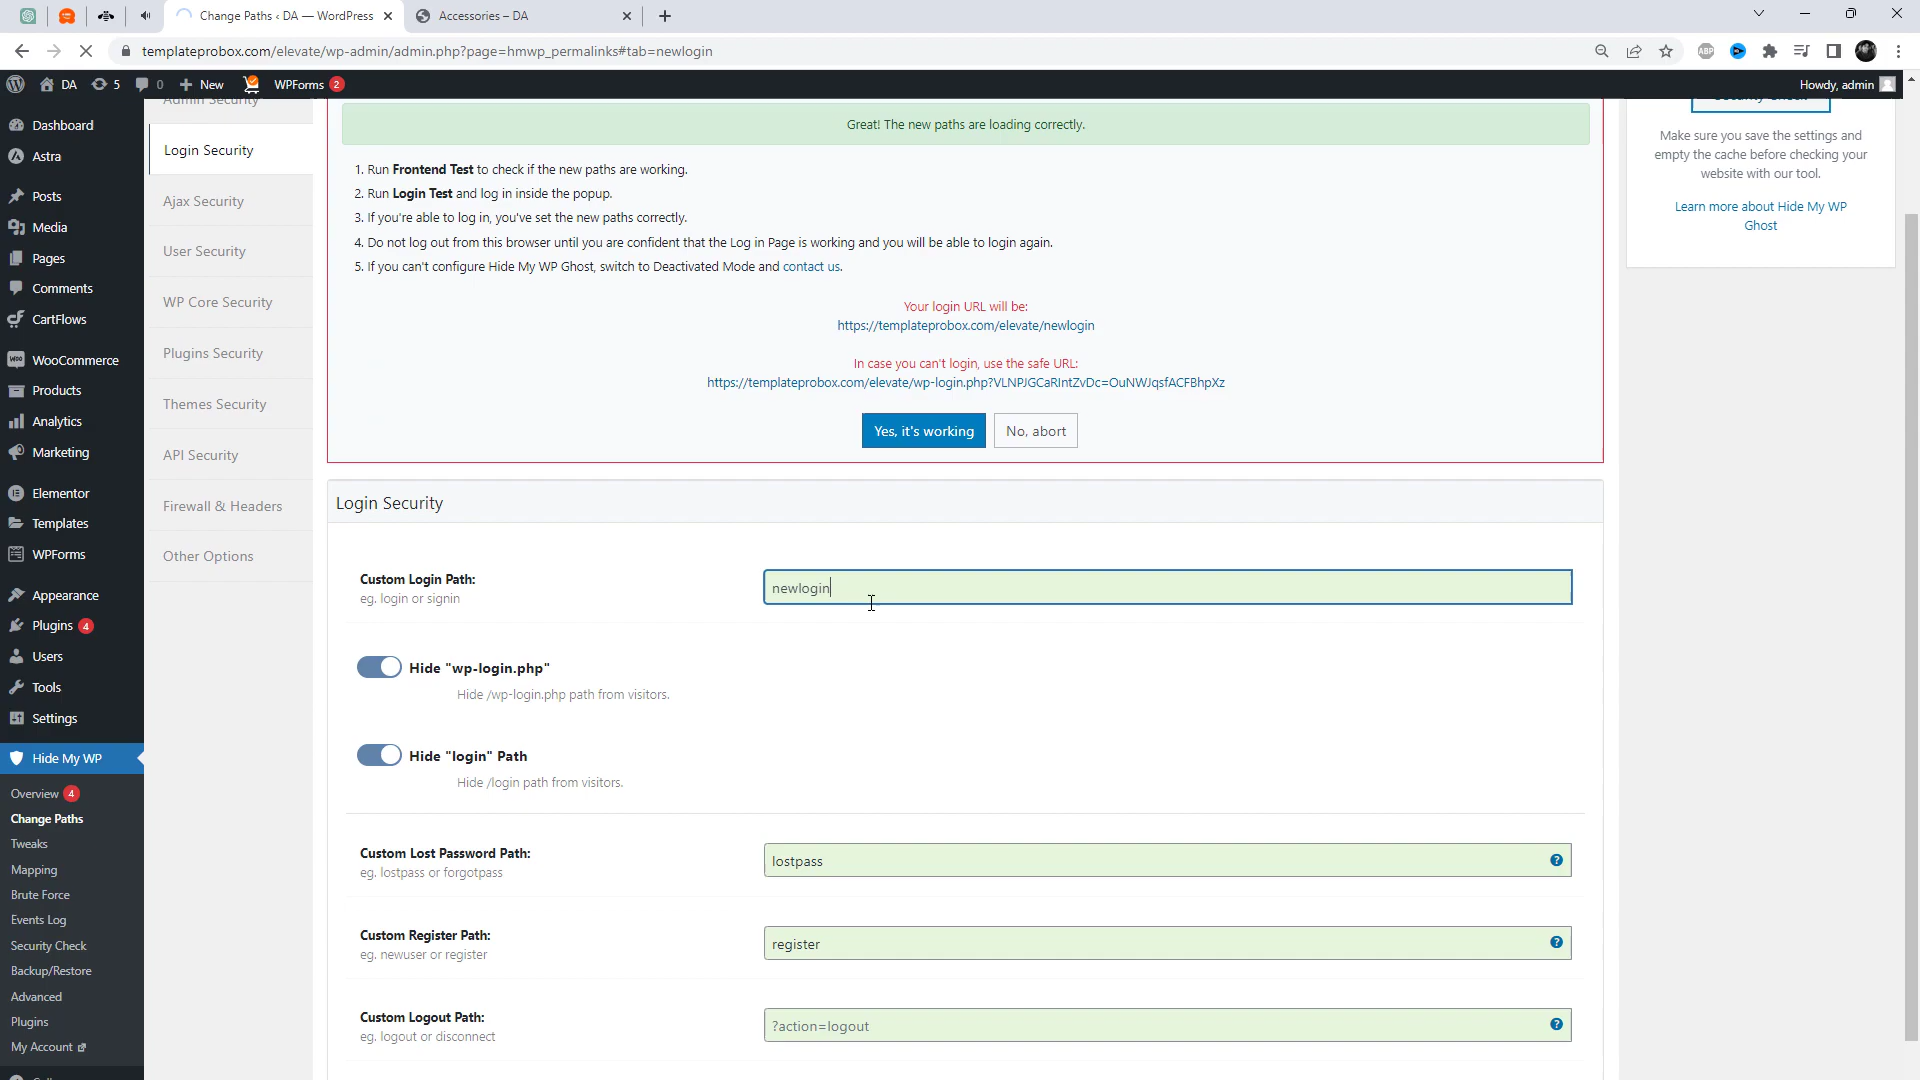 Change Paths ‹ DA — WordPress
Accessories – DA
templateprobox.com/elevate/wp-admin/admin.php?page=hmwp_permalinks#tab=newlogin
ABP
DA
5
0
New
WPForms 2
Howdy, admin
Dashboard
Astra
Posts
Media
Pages
Comments
CartFlows
WooCommerce
Products
Analytics
Marketing
Elementor
Templates
WPForms
Appearance
Plugins 4
Users
Tools
Settings
Hide My WP
Overview 4
Change Paths
Tweaks
Mapping
Brute Force
Events Log
Security Check
Backup/Restore
Advanced
Plugins
My Account
Admin Security
Login Security
Ajax Security
User Security
WP Core Security
Plugins Security
Themes Security
API Security
Firewall & Headers
Other Options
Great! The new paths are loading correctly.
1. Run Frontend Test to check if the new paths are working.
2. Run Login Test and log in inside the popup.
3. If you're able to log in, you've set the new paths correctly.
4. Do not log out from this browser until you are confident that the Log in Page is working and you will be able to login again.
5. If you can't configure Hide My WP Ghost, switch to Deactivated Mode and contact us.
Your login URL will be:
https://templateprobox.com/elevate/newlogin
In case you can't login, use the safe URL:
https://templateprobox.com/elevate/wp-login.php?VLNPJGCaRIntZvDc=OuNWJqsfACFBhpXz
Yes, it's working
No, abort
Login Security
Custom Login Path:
eg. login or signin
newlogin
Hide "wp-login.php"
Hide /wp-login.php path from visitors.
Hide "login" Path
Hide /login path from visitors.
Custom Lost Password Path:
eg. lostpass or forgotpass
lostpass
Custom Register Path:
eg. newuser or register
register
Custom Logout Path:
eg. logout or disconnect
?action=logout
Make sure you save the settings and
empty the cache before checking your
website with our tool.
Learn more about Hide My WP
Ghost